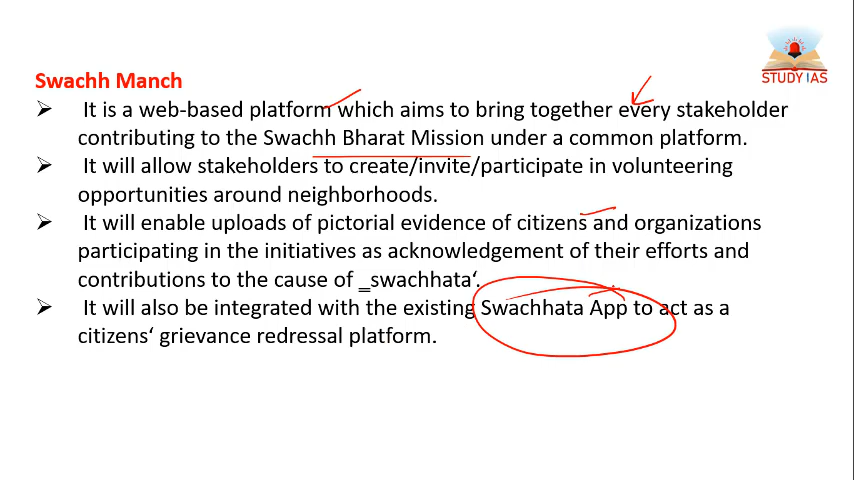 STUDY IAS
Swachh Manch
➢ It is a web-based platform which aims to bring together every stakeholder
contributing to the Swachh Bharat Mission under a common platform.
➢ It will allow stakeholders to create/invite/participate in volunteering
opportunities around neighborhoods.
➢ It will enable uploads of pictorial evidence of citizens and organizations
participating in the initiatives as acknowledgement of their efforts and
contributions to the cause of ‗swachhata‘.
➢ It will also be integrated with the existing Swachhata App to act as a
citizens‘ grievance redressal platform.